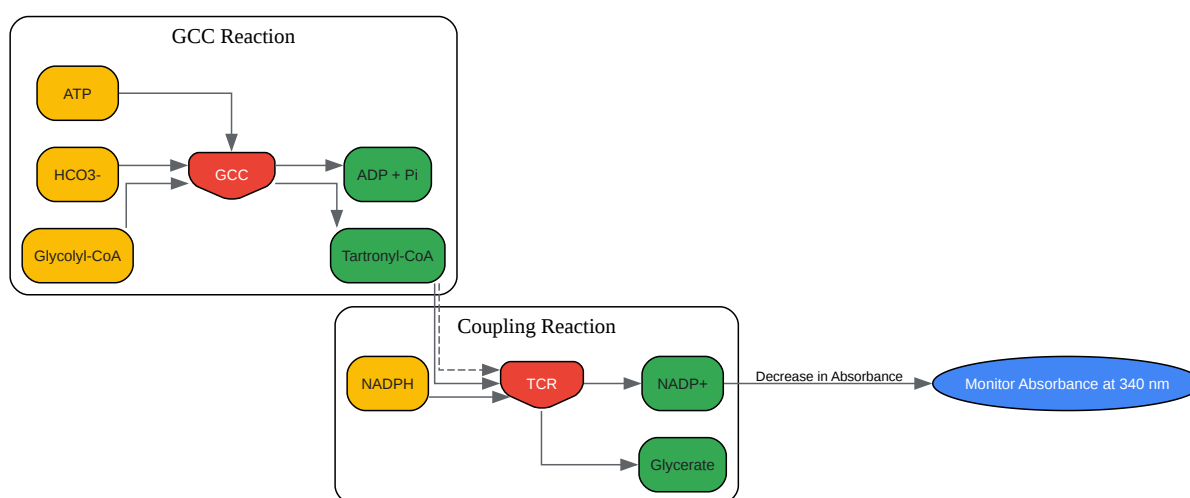 GCC Reaction
ATP
HCO3-
GCC
ADP + Pi
Glycolyl-CoA
Tartronyl-CoA
Coupling Reaction
NADPH
TCR
NADP+
Decrease in Absorbance
Monitor Absorbance at 340 nm
Glycerate